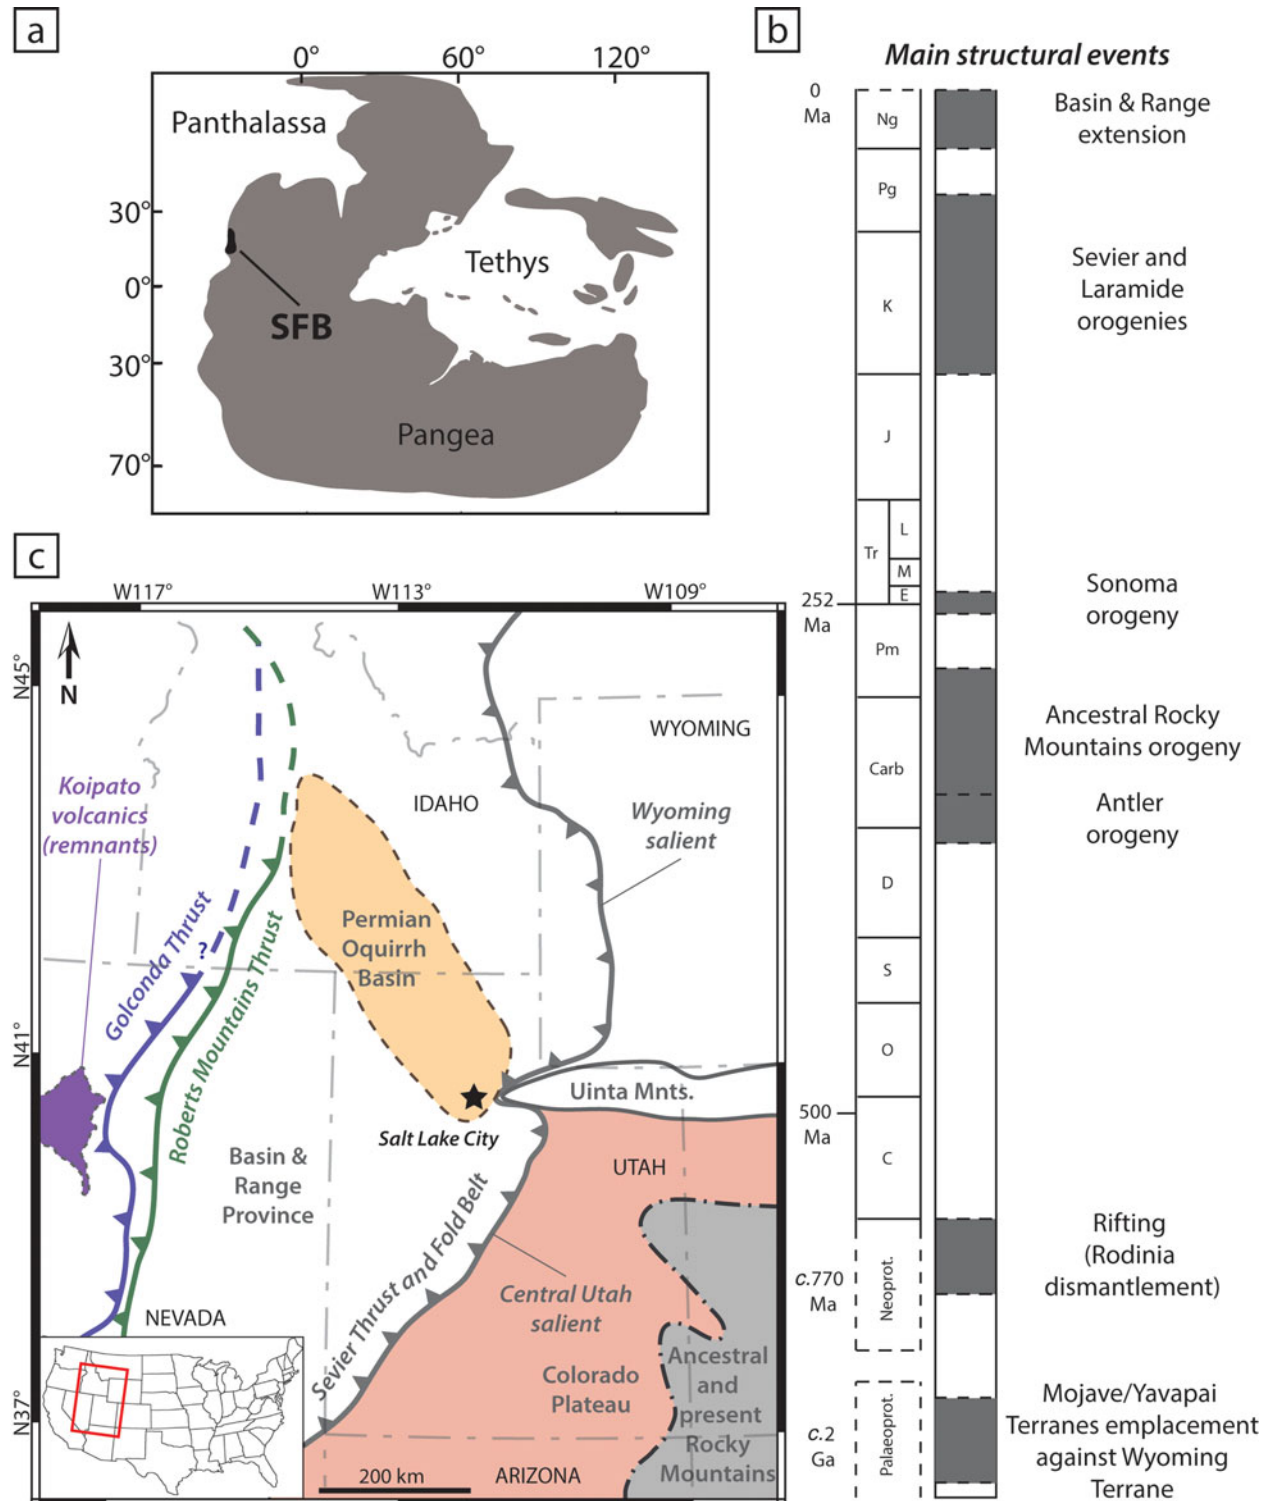 a
0° 60° 120°
Panthalassa
30°
0°
30°
70°
Tethys
SFB
Pangea
b
Main structural events
0
Ma
Ng
Basin & Range
extension
Pg
K
Sevier and
Laramide
orogenies
J
Tr
L
M
E
252
Ma
Sonoma
orogeny
Pm
Carb
Ancestral Rocky
Mountains orogeny
Antler
orogeny
D
S
O
500
Ma
C
Rifting
(Rodinia
dismantlement)
c.770
Ma
Neoprot.
c.2
Ga
Palaeoprot.
Mojave/Yavapai
Terranes emplacement
against Wyoming
Terrane
c
W117° W113° W109°
N45°
N41°
N37°
N
WYOMING
IDAHO
Koipato
volcanics
(remnants)
Wyoming
salient
Golconda Thrust
?
Roberts Mountains Thrust
Permian
Oquirrh
Basin
Uinta Mnts.
Salt Lake City
Basin &
Range
Province
UTAH
Sevier Thrust and Fold Belt
Central Utah
salient
NEVADA
Colorado
Plateau
Ancestral
and
present
Rocky
Mountains
200 km
ARIZONA